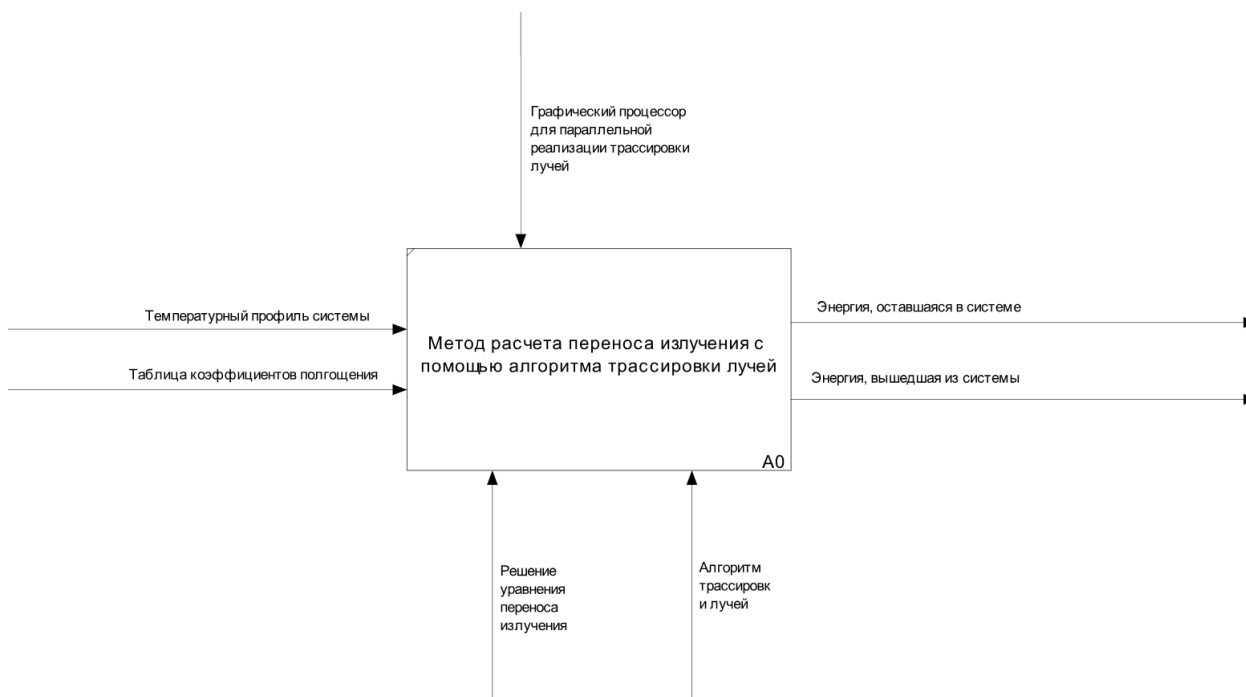 Графический процессор
для параллельной
реализации трассировки
лучей
Температурный профиль системы
Таблица коэффициентов полгощения
Метод расчета переноса излучения с
помощью алгоритма трассировки лучей
A0
Энергия, оставшаяся в системе
Энергия, вышедшая из системы
Решение
уравнения
переноса
излучения
Алгоритм
трассировк
и лучей